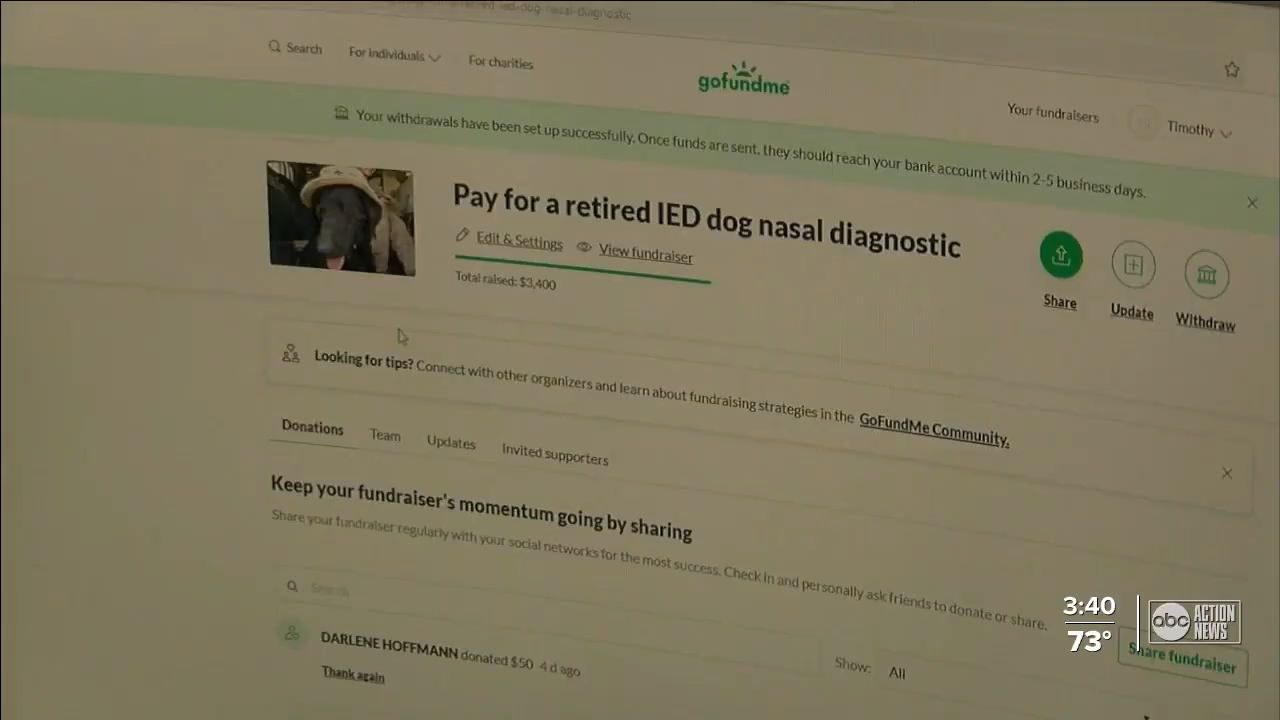 Search
For individuals
For charities
gofundme
Your fundraisers
Timothy
Your withdrawals have been set up successfully. Once funds are sent, they should reach your bank account within 2-5 business days.
Pay for a retired IED dog nasal diagnostic
Edit & Settings
View fundraiser
Total raised: $3,400
Share
Update
Withdraw
Looking for tips? Connect with other organizers and learn about fundraising strategies in the GoFundMe Community.
Donations
Team
Updates
Invited supporters
Keep your fundraiser's momentum going by sharing
Share your fundraiser regularly with your social networks for the most success. Check in and personally ask friends to donate or share.
Share fundraiser
Search
DARLENE HOFFMANN donated $50 4 d ago
Thank again
Show: All
3:40
73°
abc ACTION NEWS